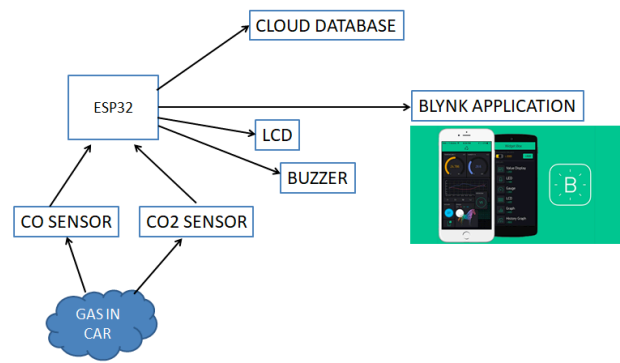 CLOUD DATABASE
ESP32
BLYNK APPLICATION
LCD
BUZZER
CO SENSOR
CO2 SENSOR
GAS IN
CAR
B